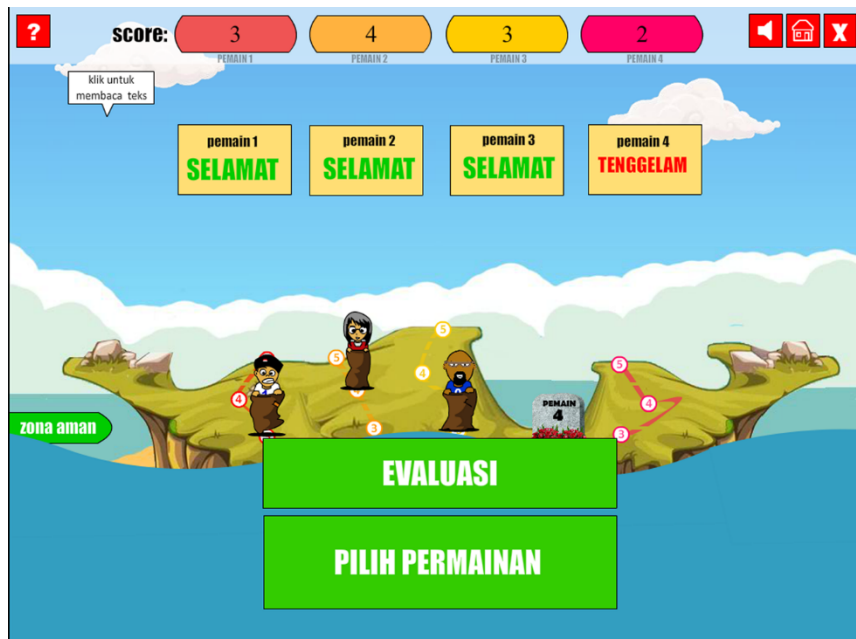 ?
score:
3
4
3
2
X
PEMAIN 1
PEMAIN 2
PEMAIN 3
PEMAIN 4
klik untuk
membaca teks
pemain 1
SELAMAT
pemain 2
SELAMAT
pemain 3
SELAMAT
pemain 4
TENGGELAM
5
5
5
4
4
4
3
3
PEMAIN
4
zona aman
EVALUASI
PILIH PERMAINAN